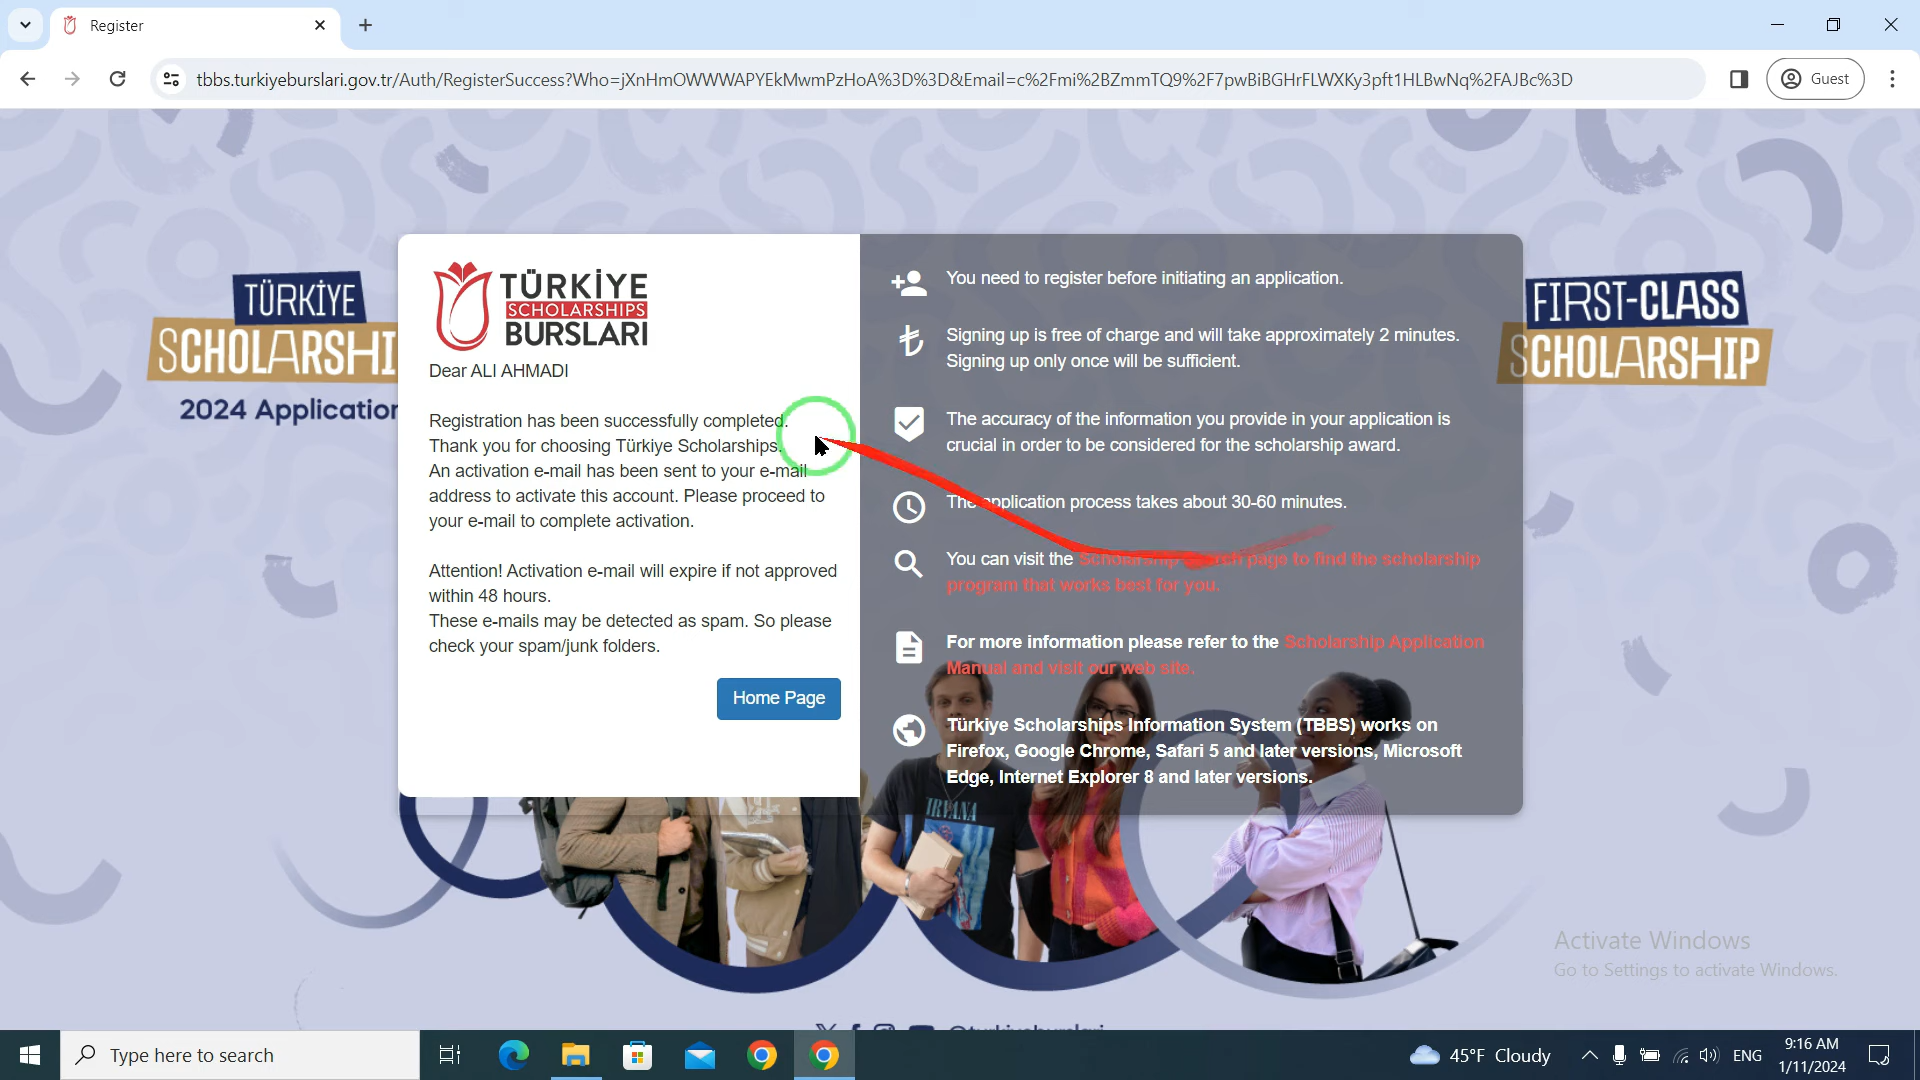 Register
tbbs.turkiyeburslari.gov.tr/Auth/RegisterSuccess?Who=jXnHmOWWWAPYEkMwmPzHoA%3D%3D&Email=c%2Fmi%2BZmmTQ9%2F7pwBiBGHrFLWXKy3pft1HLBwNq%2FAJBc%3D
Guest
TÜRKİYE
SCHOLARSHI
2024 Application
TÜRKİYE
SCHOLARSHIPS
BURSLARI
Dear ALI AHMADI
Registration has been successfully completed.
Thank you for choosing Türkiye Scholarships.
An activation e-mail has been sent to your e-mail
address to activate this account. Please proceed to
your e-mail to complete activation.
Attention! Activation e-mail will expire if not approved
within 48 hours.
These e-mails may be detected as spam. So please
check your spam/junk folders.
Home Page
You need to register before initiating an application.
Signing up is free of charge and will take approximately 2 minutes.
Signing up only once will be sufficient.
The accuracy of the information you provide in your application is
crucial in order to be considered for the scholarship award.
The application process takes about 30-60 minutes.
You can visit the Scholarship Search page to find the scholarship
program that works best for you.
For more information please refer to the Scholarship Application
Manual and visit our web site.
Türkiye Scholarships Information System (TBBS) works on
Firefox, Google Chrome, Safari 5 and later versions, Microsoft
Edge, Internet Explorer 8 and later versions.
FIRST-CLASS
SCHOLARSHIP
NIRVANA
Activate Windows
Go to Settings to activate Windows.
Type here to search
45°F Cloudy
ENG
9:16 AM
1/11/2024